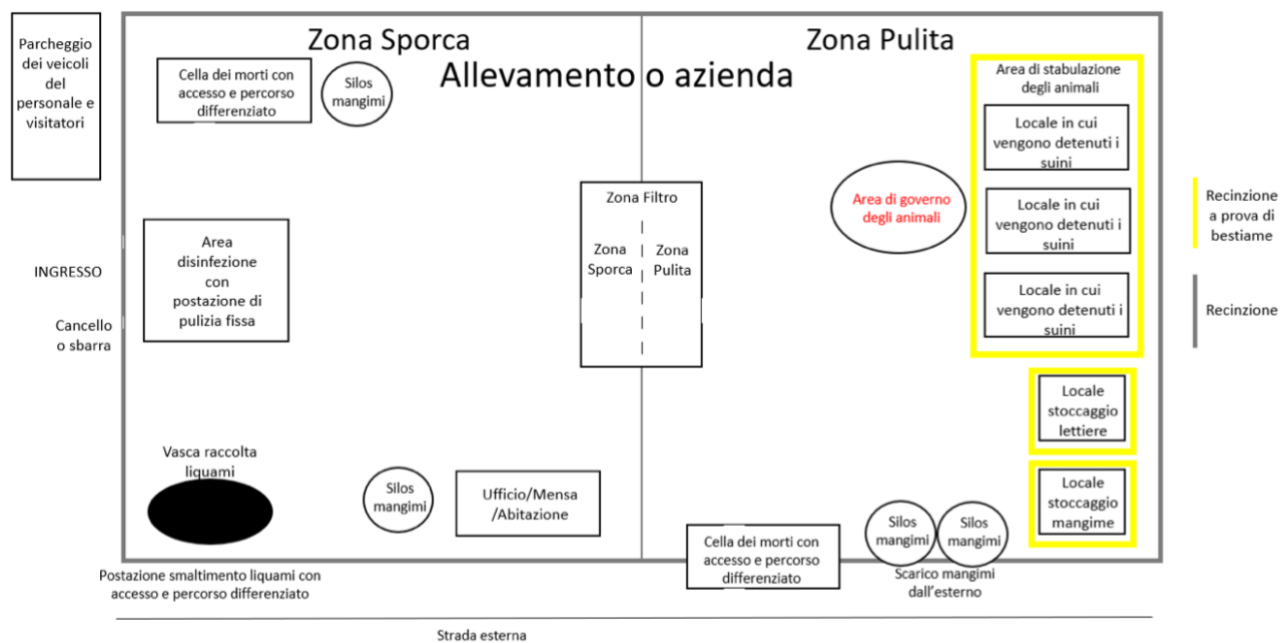 Parcheggio
dei veicoli
del
personale e
visitatori
Zona Sporca
Zona Pulita
Allevamento o azienda
Cella dei morti con
accesso e percorso
differenziato
Silos
mangimi
Area di stabulazione
degli animali
Locale in cui
vengono detenuti i
suini
Locale in cui
vengono detenuti i
suini
Locale in cui
vengono detenuti i
suini
Area di governo
degli animali
Zona Filtro
Zona
Sporca
Zona
Pulita
Recinzione
a prova di
bestiame
Recinzione
INGRESSO
Cancello
o sbarra
Area
disinfezione
con
postazione di
pulizia fissa
Locale
stoccaggio
lettiere
Locale
stoccaggio
mangime
Vasca raccolta
liquami
Silos
mangimi
Ufficio/Mensa
/Abitazione
Cella dei morti con
accesso e percorso
differenziato
Silos
mangimi
Silos
mangimi
Scarico mangimi
dall'esterno
Postazione smaltimento liquami con
accesso e percorso differenziato
Strada esterna